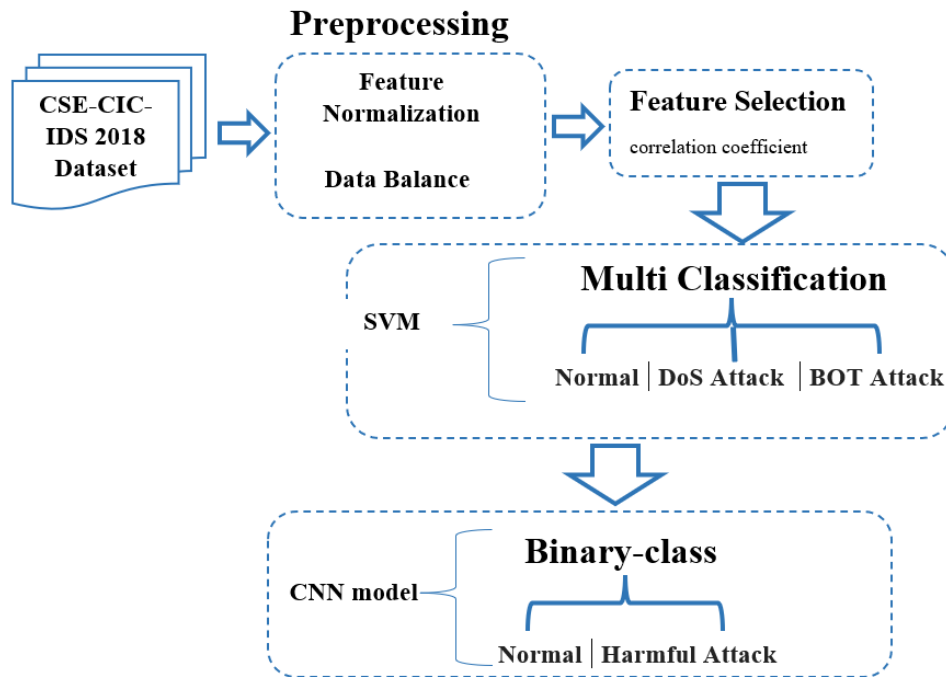 Preprocessing
CSE-CIC-
IDS 2018
Dataset
Feature
Normalization
Data Balance
Feature Selection
correlation coefficient
Multi Classification
SVM
Normal | DoS Attack | BOT Attack
Binary-class
CNN model
Normal | Harmful Attack